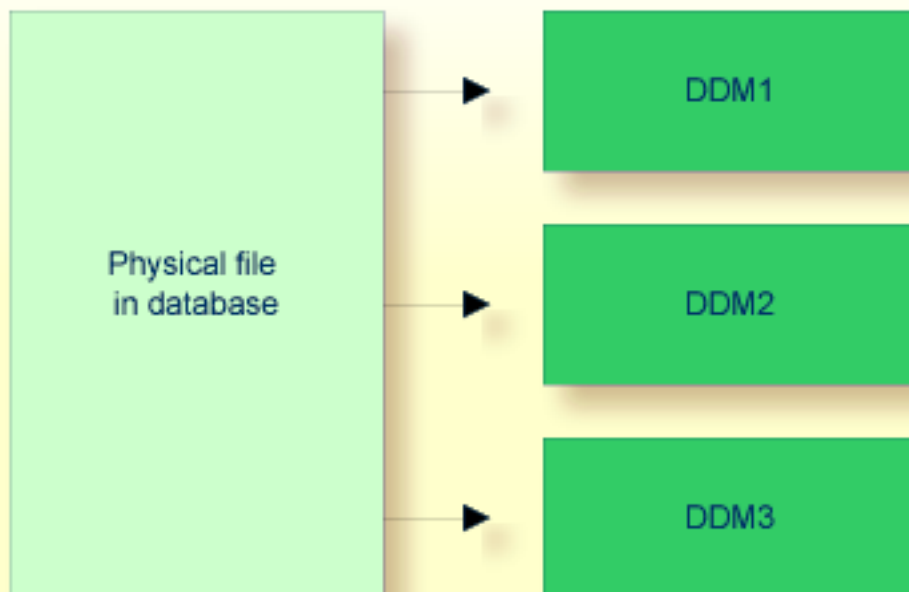 Physical file
in database
DDM1
DDM2
DDM3